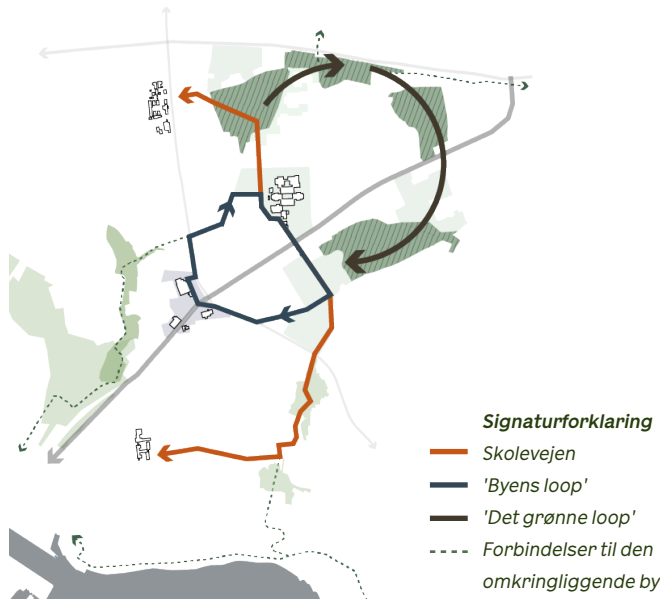 Signaturforklaring
Skolevejen
'Byens loop'
'Det grønne loop'
Forbindelser til den
omkringliggende by